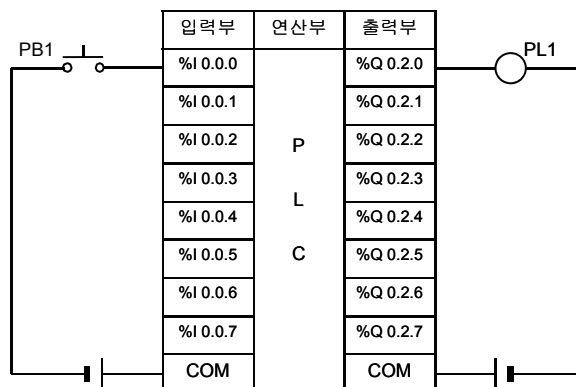 입력부 연산부 출력부
PB1 PL1
%I 0.0.0 %Q 0.2.0
%I 0.0.1 %Q 0.2.1
%I 0.0.2 P %Q 0.2.2
%I 0.0.3 %Q 0.2.3
%I 0.0.4 L %Q 0.2.4
%I 0.0.5 C %Q 0.2.5
%I 0.0.6 %Q 0.2.6
%I 0.0.7 %Q 0.2.7
COM COM